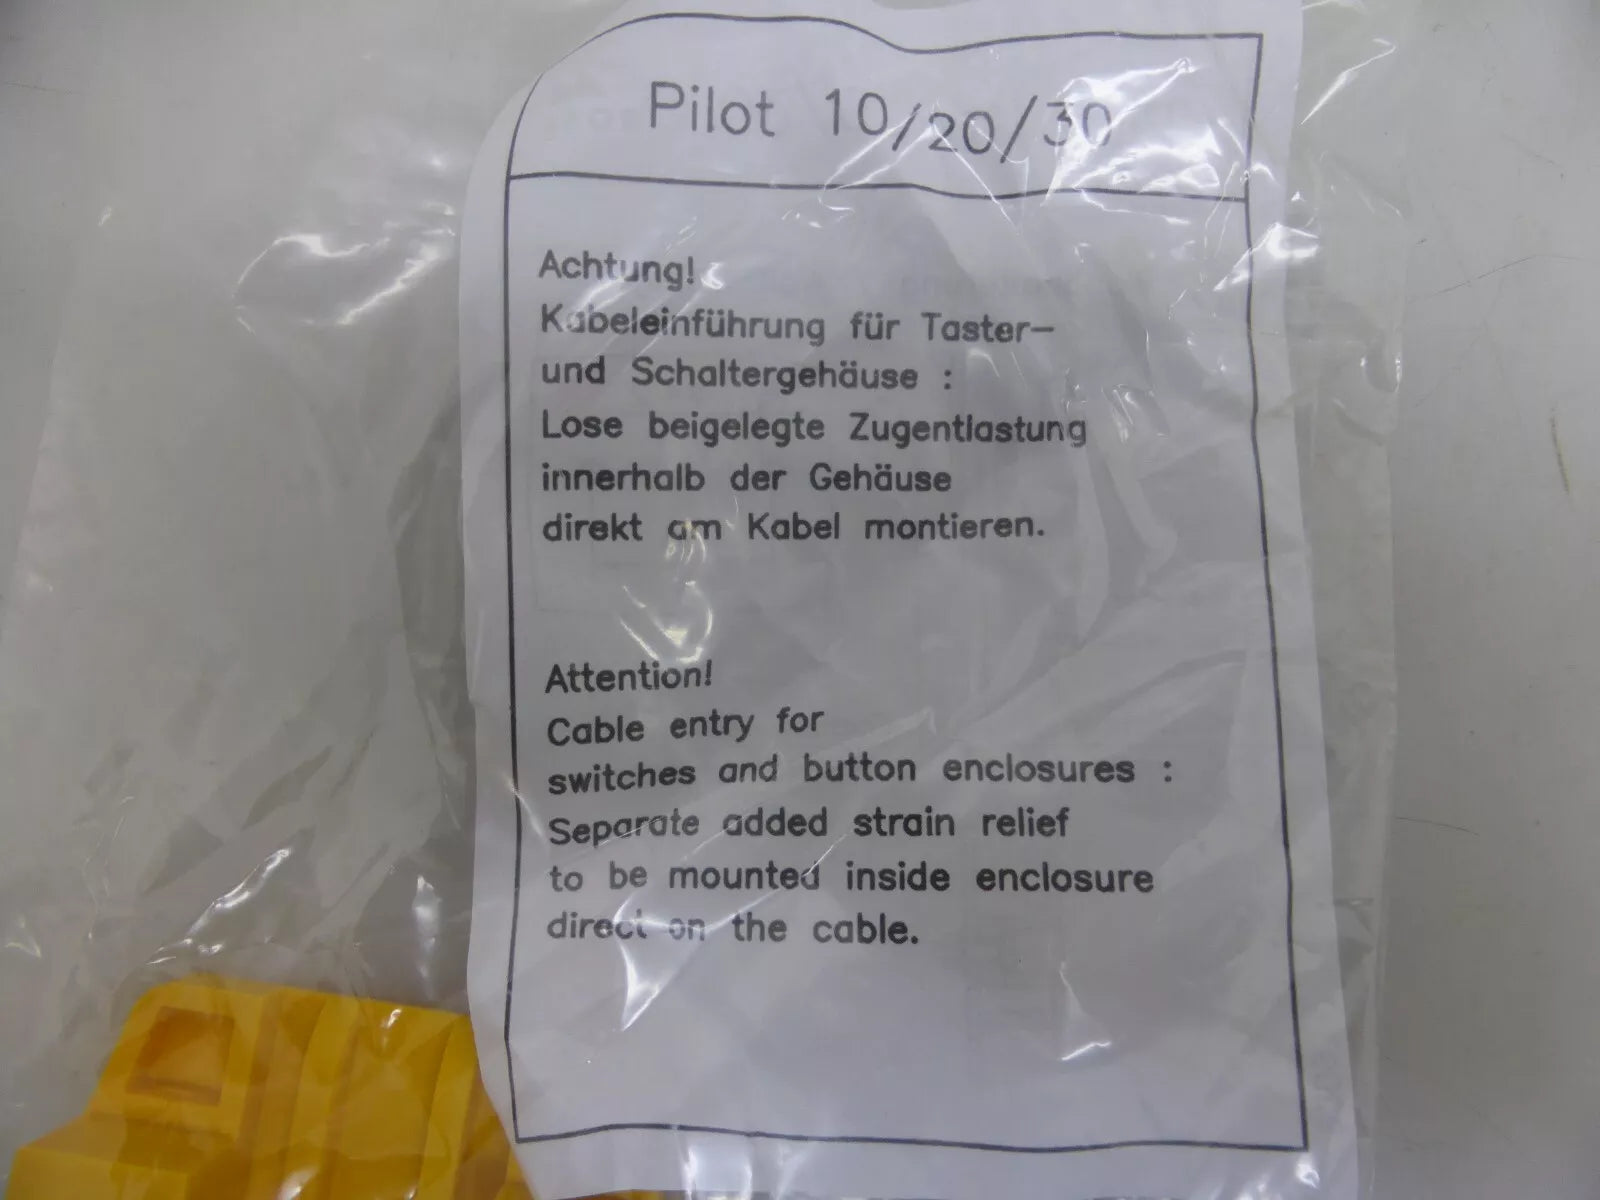 Pilot 10/20/30
Achtung!
Kabeleinführung für Taster-
und Schaltergehäuse :
Lose beigelegte Zugentlastung
innerhalb der Gehäuse
direkt am Kabel montieren.
Attention!
Cable entry for
switches and button enclosures :
Separate added strain relief
to be mounted inside enclosure
direct on the cable.